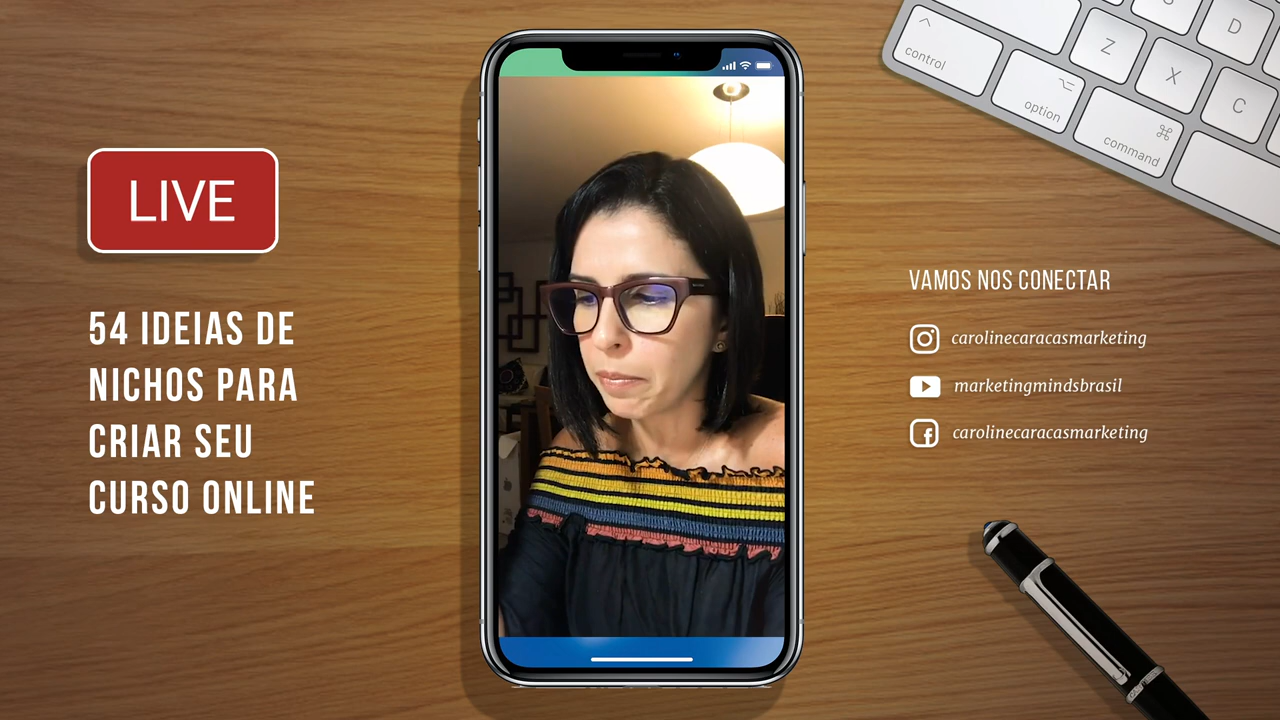 LIVE
54 IDEIAS DE
NICHOS PARA
CRIAR SEU
CURSO ONLINE
VAMOS NOS CONECTAR
carolinecaracasmarketing
marketingmindsbrasil
carolinecaracasmarketing
control
option
command
Z
X
C
D